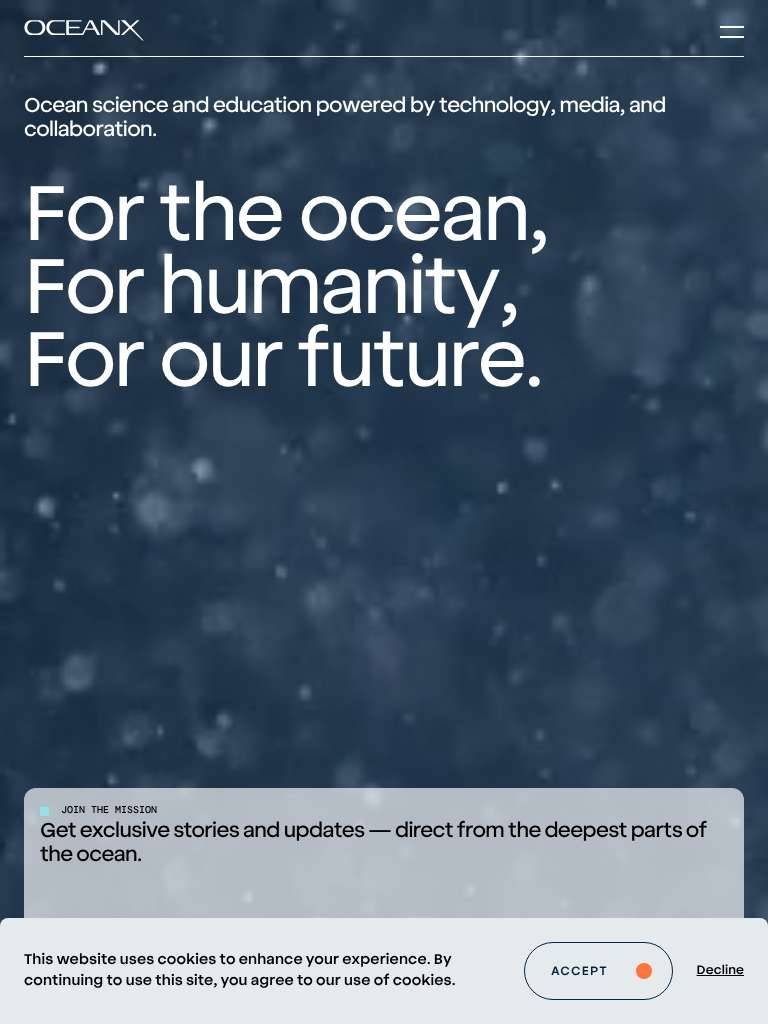 OCEANX
Ocean science and education powered by technology, media, and
collaboration.
For the ocean,
For humanity,
For our future.
JOIN THE MISSION
Get exclusive stories and updates — direct from the deepest parts of
the ocean.
This website uses cookies to enhance your experience. By
continuing to use this site, you agree to our use of cookies.
ACCEPT
Decline